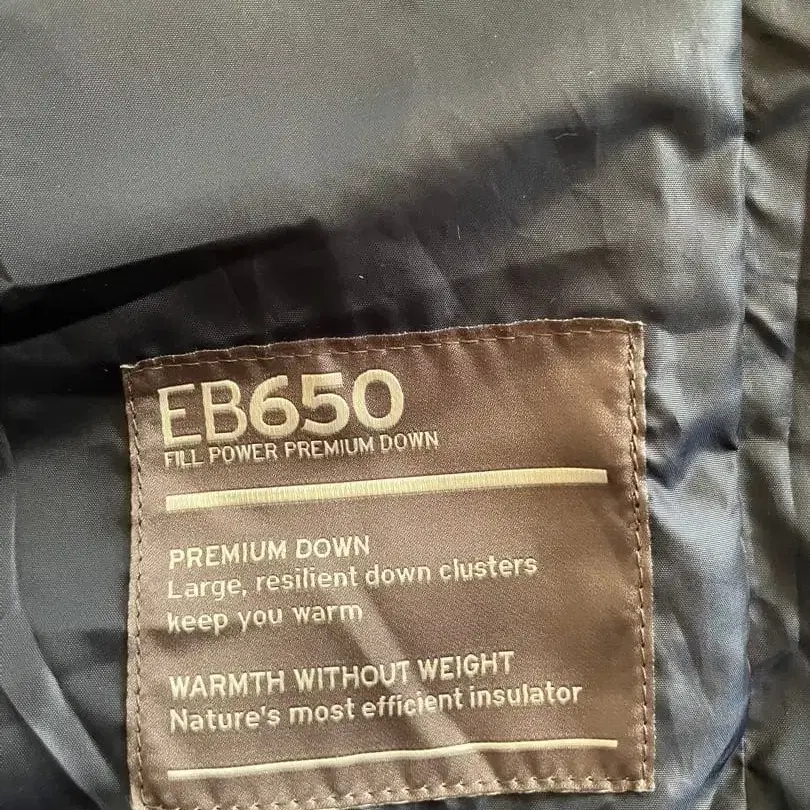 EB650
FILL POWER PREMIUM DOWN
PREMIUM DOWN
Large, resilient down clusters
keep you warm
WARMTH WITHOUT WEIGHT
Nature's most efficient insulator